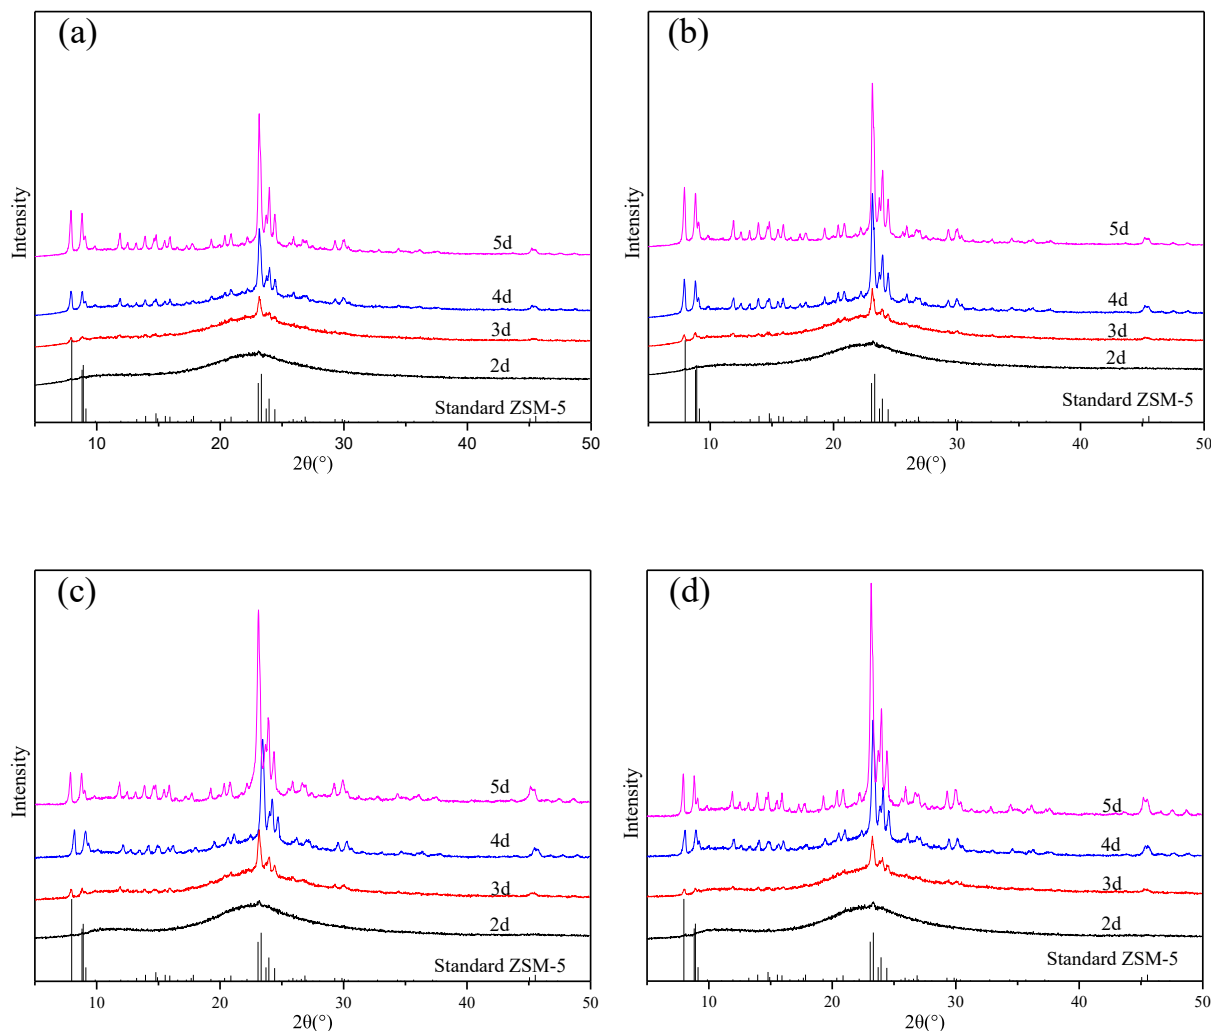 (a)
Intensity
5d
4d
3d
2d
Standard ZSM-5
10 20 30 40 50
2θ(°)
(b)
Intensity
5d
4d
3d
2d
Standard ZSM-5
10 20 30 40 50
2θ(°)
(c)
Intensity
5d
4d
3d
2d
Standard ZSM-5
10 20 30 40 50
2θ(°)
(d)
Intensity
5d
4d
3d
2d
Standard ZSM-5
10 20 30 40 50
2θ(°)